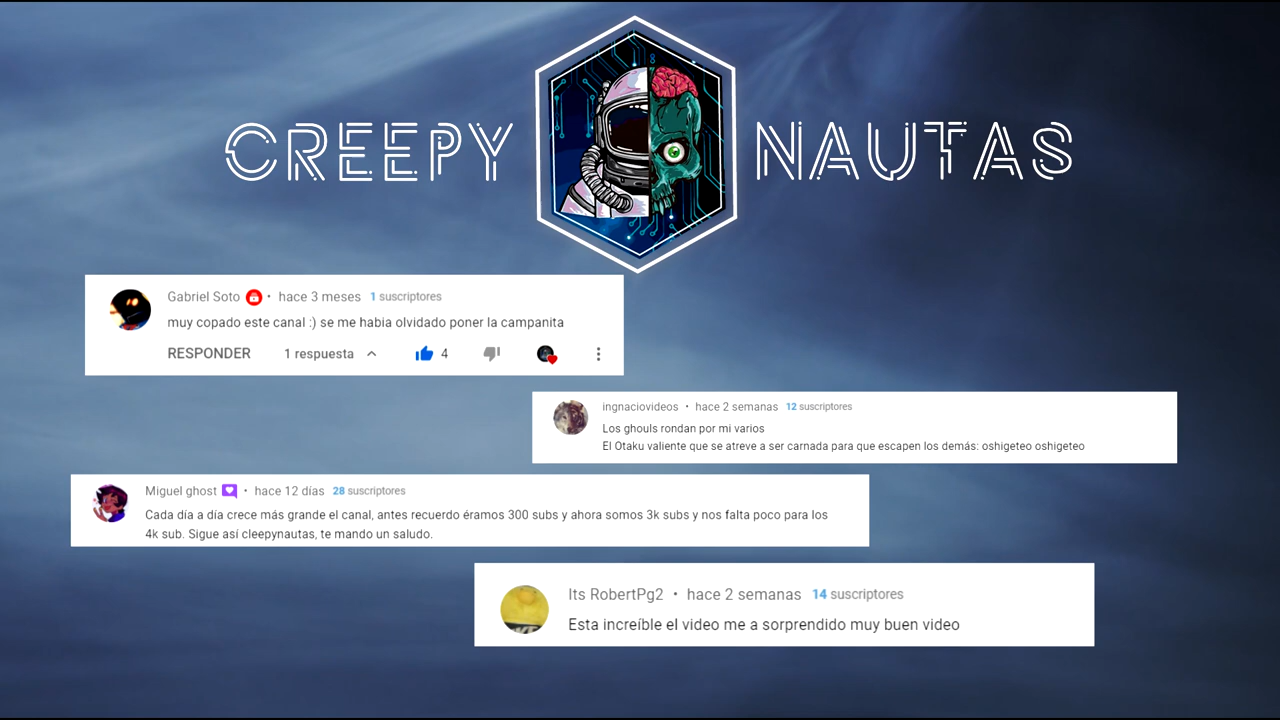 CREEPY NAUTAS
Gabriel Soto • hace 3 meses 1 suscriptores
muy copado este canal :) se me habia olvidado poner la campanita
RESPONDER 1 respuesta 4
ingnaciovideos • hace 2 semanas 12 suscriptores
Los ghouls rondan por mi varios
El Otaku valiente que se atreve a ser carnada para que escapen los demás: oshigeteo oshigeteo
Miguel ghost • hace 12 días 28 suscriptores
Cada día a día crece más grande el canal, antes recuerdo éramos 300 subs y ahora somos 3k subs y nos falta poco para los
4k sub. Sigue así cleepynautas, te mando un saludo.
Its RobertPg2 • hace 2 semanas 14 suscriptores
Esta increíble el video me a sorprendido muy buen video